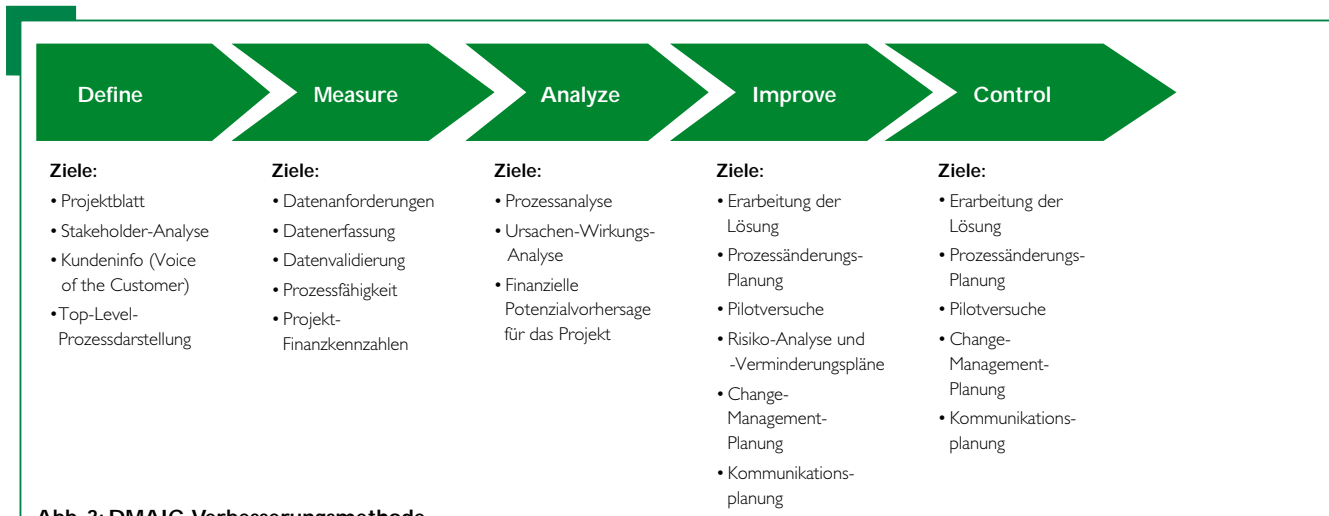 Define
Measure
Analyze
Improve
Control
Ziele:
• Projektblatt
• Stakeholder-Analyse
• Kundeninfo (Voice
of the Customer)
• Top-Level-
Prozessdarstellung
Ziele:
• Datenanforderungen
• Datenerfassung
• Datenvalidierung
• Prozessfähigkeit
• Projekt-
Finanzkennzahlen
Ziele:
• Prozessanalyse
• Ursachen-Wirkungs-
Analyse
• Finanzielle
Potenzialvorhersage
für das Projekt
Ziele:
• Erarbeitung der
Lösung
• Prozessänderungs-
Planung
• Pilotversuche
• Risiko-Analyse und
-Verminderungspläne
• Change-
Management-
Planung
• Kommunikations-
planung
Ziele:
• Erarbeitung der
Lösung
• Prozessänderungs-
Planung
• Pilotversuche
• Change-
Management-
Planung
• Kommunikations-
planung
DMAIC-Verbesserungsmethode